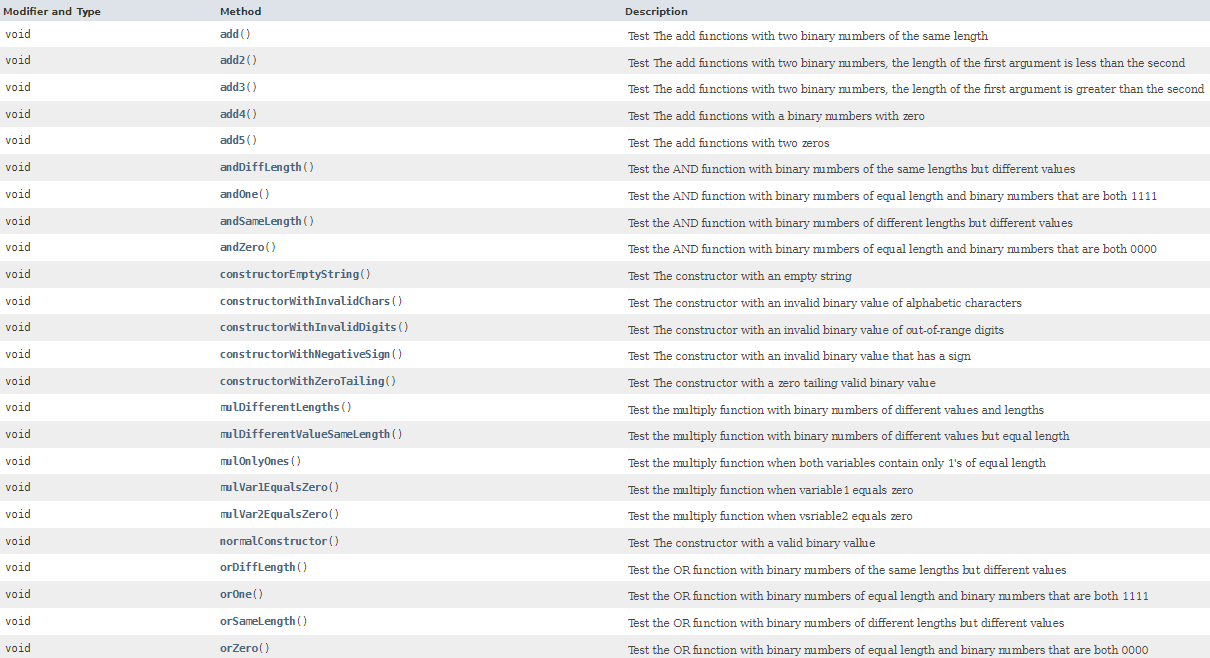 Modifier and Type Method Description
void add() Test The add functions with two binary numbers of the same length
void add2() Test The add functions with two binary numbers, the length of the first argument is less than the second
void add3() Test The add functions with two binary numbers, the length of the first argument is greater than the second
void add4() Test The add functions with a binary numbers with zero
void add5() Test The add functions with two zeros
void andDiffLength() Test the AND function with binary numbers of the same lengths but different values
void andOne() Test the AND function with binary numbers of equal length and binary numbers that are both 1111
void andSameLength() Test the AND function with binary numbers of different lengths but different values
void andZero() Test the AND function with binary numbers of equal length and binary numbers that are both 0000
void constructorEmptyString() Test The constructor with an empty string
void constructorWithInvalidChars() Test The constructor with an invalid binary value of alphabetic characters
void constructorWithInvalidDigits() Test The constructor with an invalid binary value of out-of-range digits
void constructorWithNegativeSign() Test The constructor with an invalid binary value that has a sign
void constructorWithZeroTailing() Test The constructor with a zero tailing valid binary value
void mulDifferentLengths() Test the multiply function with binary numbers of different values and lengths
void mulDifferentValueSameLength() Test the multiply function with binary numbers of different values but equal length
void mulOnlyOnes() Test the multiply function when both variables contain only 1's of equal length
void mulVar1EqualsZero() Test the multiply function when variable1 equals zero
void mulVar2EqualsZero() Test the multiply function when vsriable2 equals zero
void normalConstructor() Test The constructor with a valid binary vallue
void orDiffLength() Test the OR function with binary numbers of the same lengths but different values
void orOne() Test the OR function with binary numbers of equal length and binary numbers that are both 1111
void orSameLength() Test the OR function with binary numbers of different lengths but different values
void orZero() Test the OR function with binary numbers of equal length and binary numbers that are both 0000